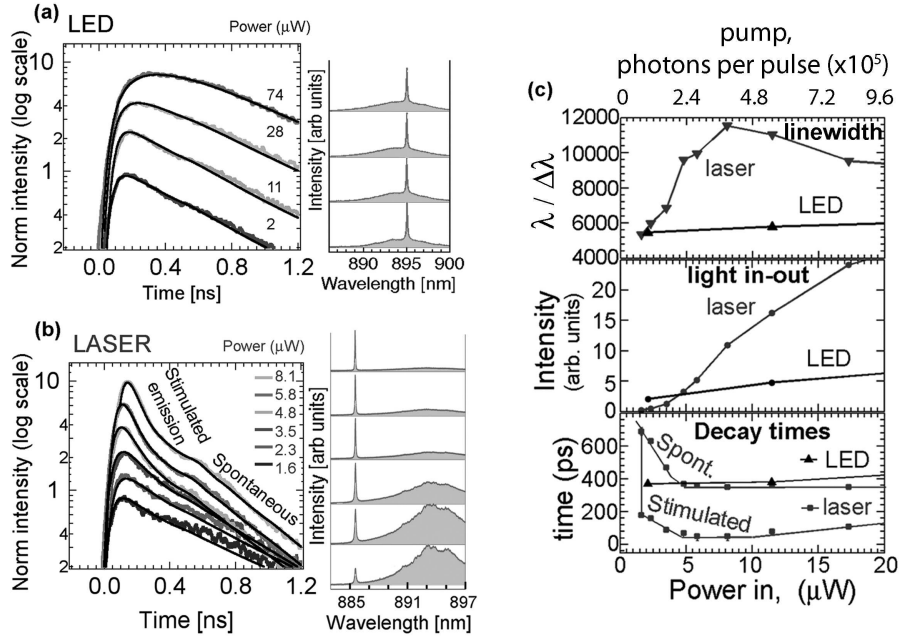 (a) LED Power (μW)
Norm intensity (log scale)
10
1
2
74
28
11
2
0.0 0.4 0.8 1.2
Time [ns]
Intensity [arb units]
890 895 900
Wavelength [nm]
(b) LASER Power (μW)
Norm intensity (log scale)
10
2
1
4
2
Stimulated
emission
Spontaneous
8.1
5.8
4.8
3.5
2.3
1.6
0.0 0.4 0.8 1.2
Time [ns]
Intensity [arb units]
885 891 897
Wavelength [nm]
pump,
photons per pulse (x10⁵)
(c)
0 2.4 4.8 7.2 9.6
λ / Δλ
12000
10000
8000
6000
4000
linewidth
laser
LED
Intensity
(arb. units)
20
15
10
5
0
light in-out
laser
LED
time (ps)
600
400
200
0
Decay times
Spont.
LED
laser
Stimulated
0 5 10 15 20
Power in, (μW)